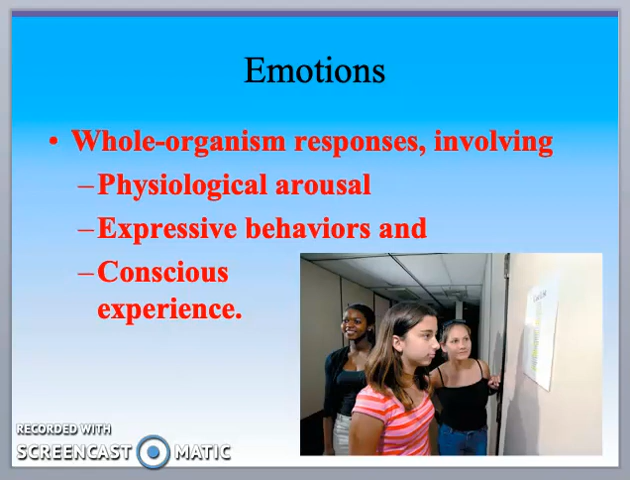 Emotions
• Whole-organism responses, involving
–Physiological arousal
–Expressive behaviors and
–Conscious
experience.
RECORDED WITH
SCREENCAST MATIC